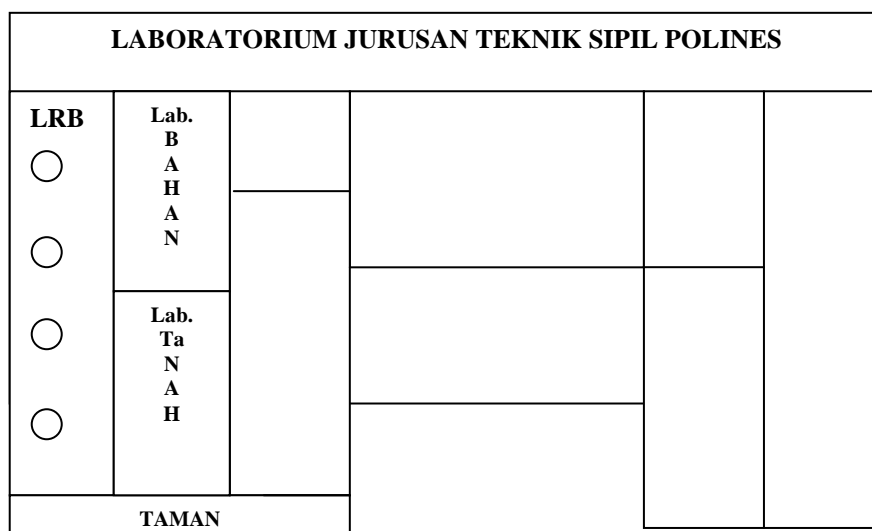 LABORATORIUM JURUSAN TEKNIK SIPIL POLINES
LRB
Lab.
B
A
H
A
N
Lab.
Ta
N
A
H
TAMAN